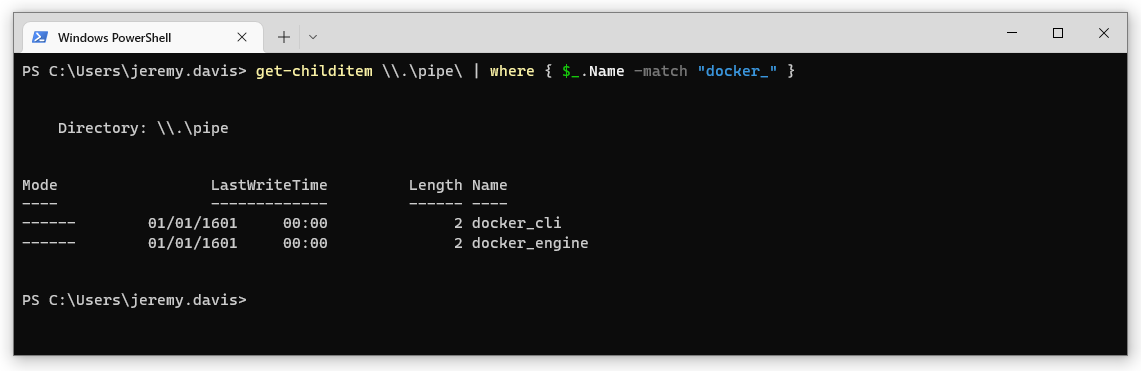 Windows PowerShell
PS C:\Users\jeremy.davis> get-childitem \\.\pipe\ | where { $_.Name -match "docker_" }
    Directory: \\.\pipe
Mode                 LastWriteTime         Length Name
----                 -------------         ------ ----
------        01/01/1601     00:00              2 docker_cli
------        01/01/1601     00:00              2 docker_engine
PS C:\Users\jeremy.davis>